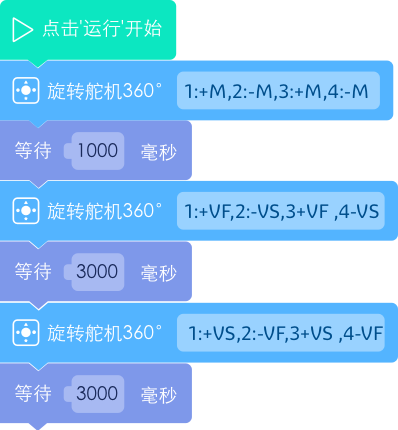 点击'运行'开始
旋转舵机360° 1:+M,2:-M,3:+M,4:-M
等待 1000 毫秒
旋转舵机360° 1:+VF,2:-VS,3+VF ,4-VS
等待 3000 毫秒
旋转舵机360° 1:+VS,2:-VF,3+VS ,4-VF
等待 3000 毫秒